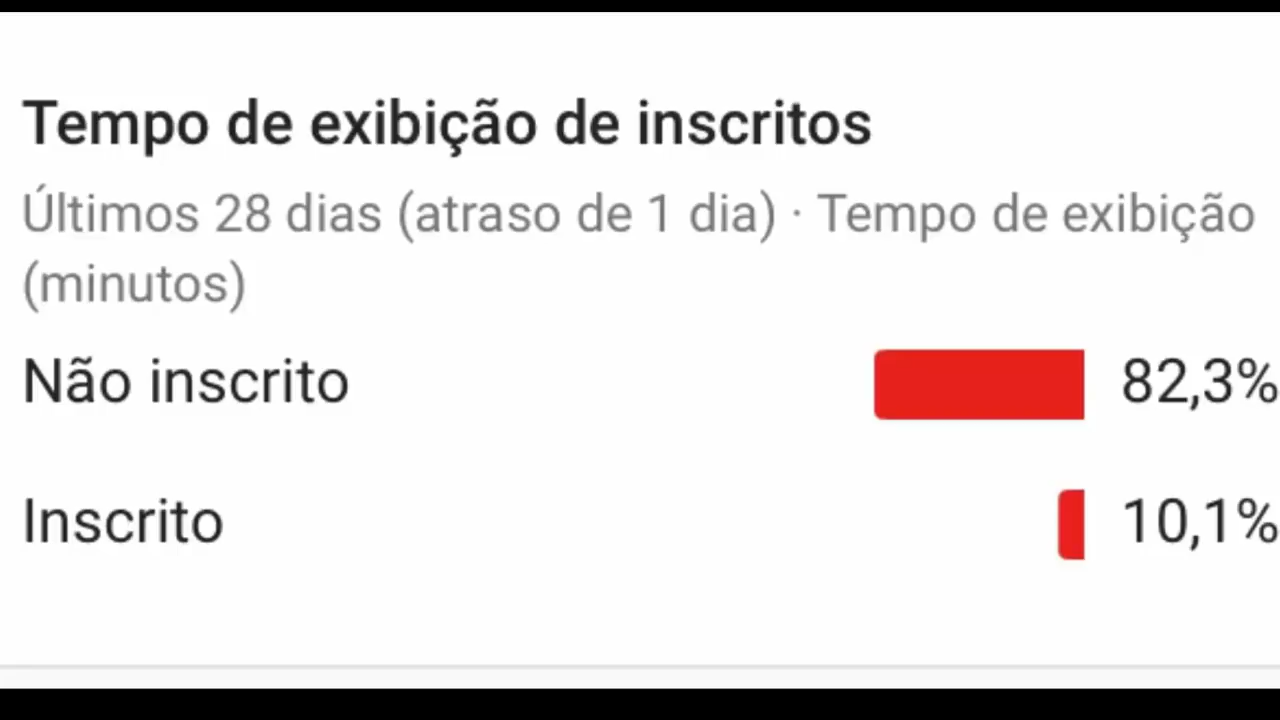 Tempo de exibição de inscritos
Últimos 28 dias (atraso de 1 dia) · Tempo de exibição
(minutos)
Não inscrito 82,3%
Inscrito 10,1%